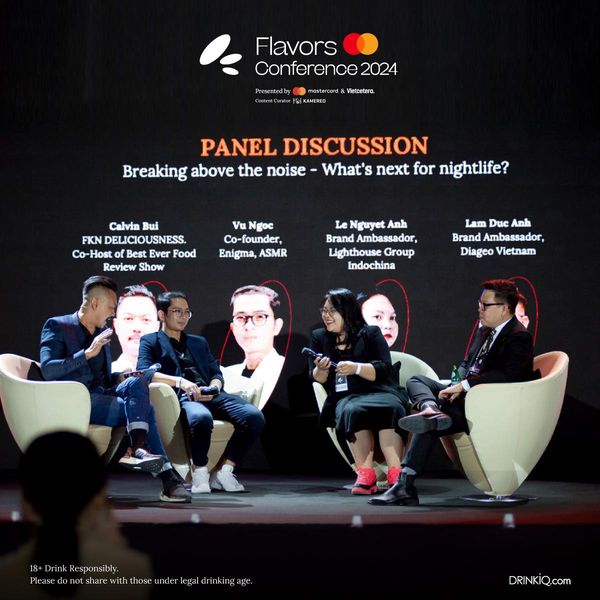 Flavors
Conference 2024
Presented by mastercard & Vietcetera.
Content Curator KAMEREO
PANEL DISCUSSION
Breaking above the noise - What's next for nightlife?
Calvin Bui
FKN DELICIOUSNESS.
Co-Host of Best Ever Food
Review Show
Vu Ngoc
Co-founder,
Enigma, ASMR
Le Nguyet Anh
Brand Ambassador,
Lighthouse Group
Indochina
Lam Duc Anh
Brand Ambassador,
Diageo Vietnam
18+ Drink Responsibly.
Please do not share with those under legal drinking age.
DRINKiQ.com